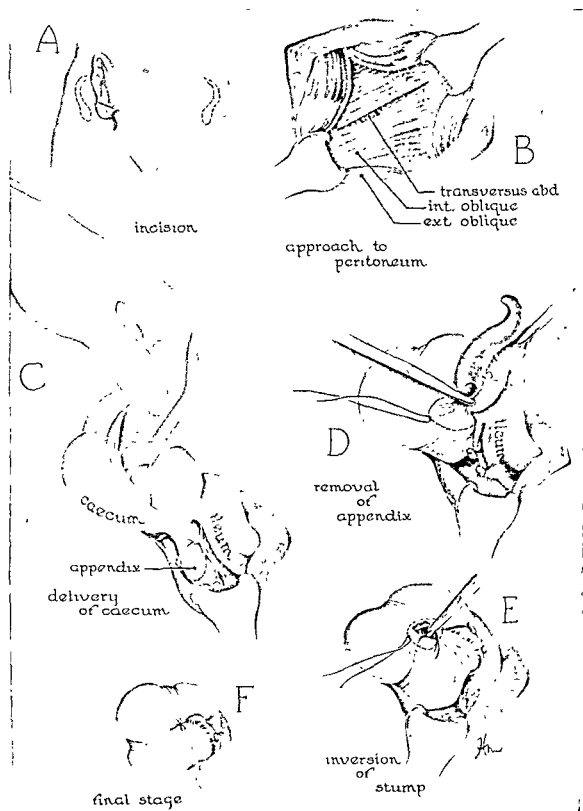 A
incision
B
transversus abd
int. oblique
ext oblique
approach to
peritoneum
C
caecum
ileum
appendix
delivery
of caecum
D
ileum
removal
of
appendix
E
inversion
of
stump
F
final stage